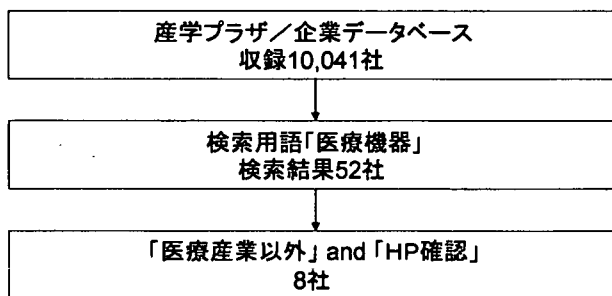 産学プラザ／企業データベース
収録10,041社
検索用語「医療機器」
検索結果52社
「医療産業以外」and「HP確認」
8社